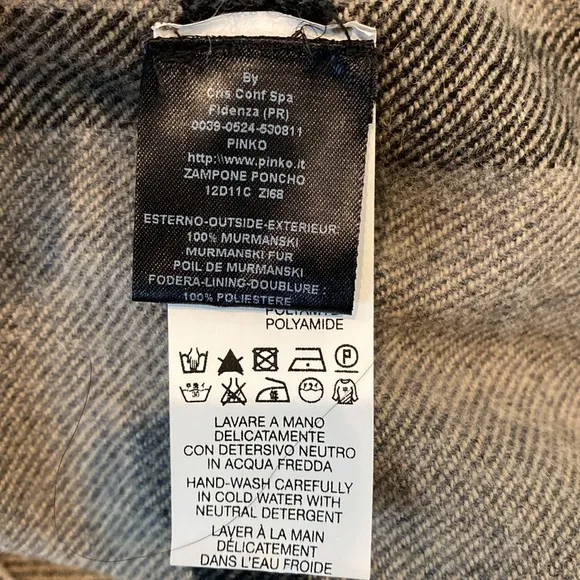 By
Cris Conf Spa
Fidenza (PR)
0039-0524-530811
PINKO
http://www.pinko.it
ZAMPONE PONCHO
12D11C ZI68
ESTERNO-OUTSIDE-EXTERIEUR:
100% MURMANSKI
MURMANSKI FUR
POIL DE MURMANSKI
FODERA-LINING-DOUBLURE :
100% POLIESTERE
POLYAMIDE
P
30
LAVARE A MANO
DELICATAMENTE
CON DETERSIVO NEUTRO
IN ACQUA FREDDA
HAND-WASH CAREFULLY
IN COLD WATER WITH
NEUTRAL DETERGENT
LAVER À LA MAIN
DÉLICATEMENT
DANS L'EAU FROIDE